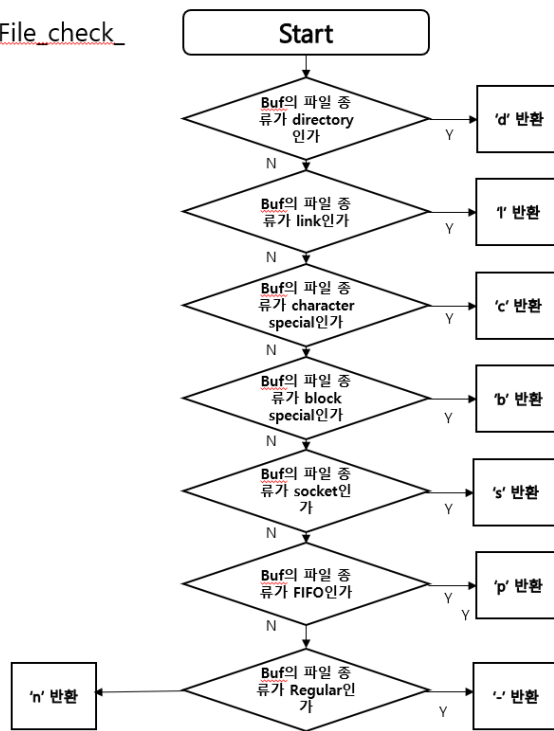 File_check_
Start
Buf의 파일 종
류가 directory
인가
Y
'd' 반환
N
Buf의 파일 종
류가 link인가
Y
'l' 반환
N
Buf의 파일 종
류가 character
special인가
Y
'c' 반환
N
Buf의 파일 종
류가 block
special인가
Y
'b' 반환
N
Buf의 파일 종
류가 socket인
가
Y
's' 반환
N
Buf의 파일 종
류가 FIFO인가
Y
Y
'p' 반환
N
Buf의 파일 종
류가 Regular인
가
Y
'-' 반환
'n' 반환